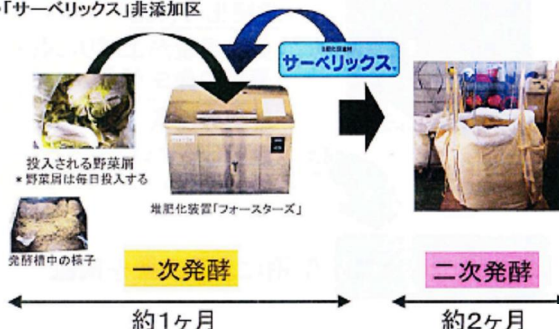 「サーベリックス」非添加区
サーベリックス
投入される野菜屑
*野菜屑は毎日投入する
堆肥化装置「フォースターズ」
発酵槽中の様子
一次発酵
二次発酵
約1ヶ月
約2ヶ月